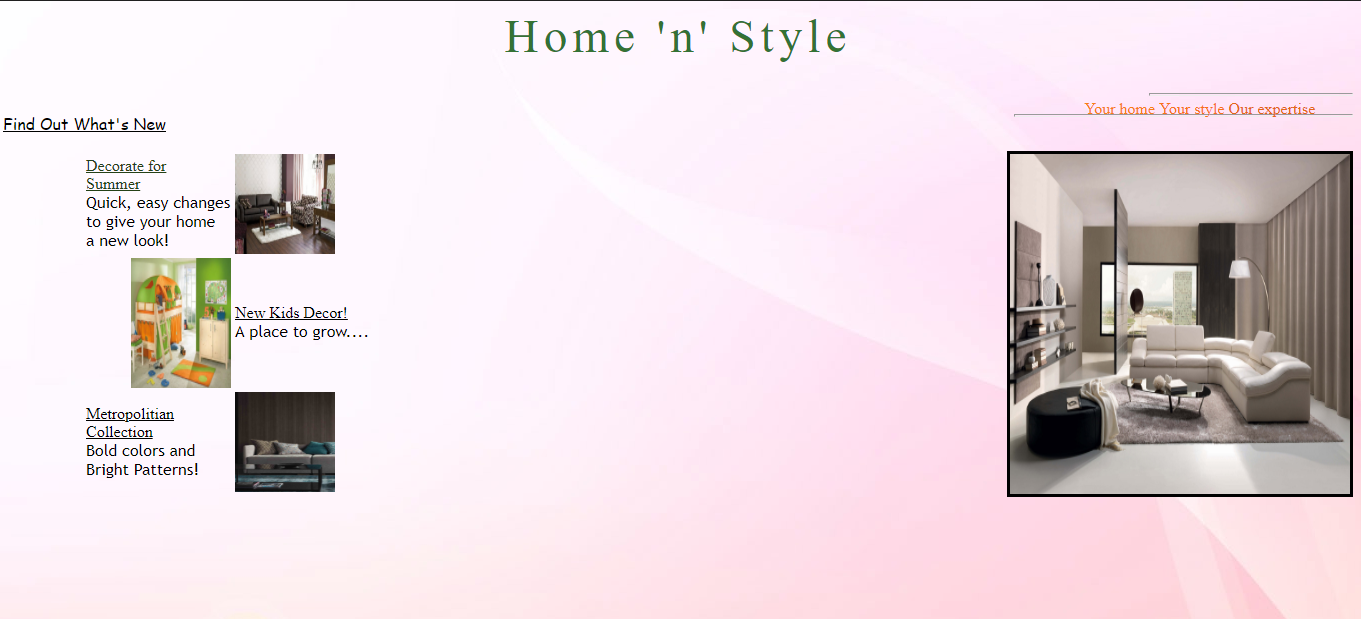 Home 'n' Style
Your home Your style Our expertise
Find Out What's New
Decorate for
Summer
Quick, easy changes
to give your home
a new look!
New Kids Decor!
A place to grow....
Metropolitian
Collection
Bold colors and
Bright Patterns!